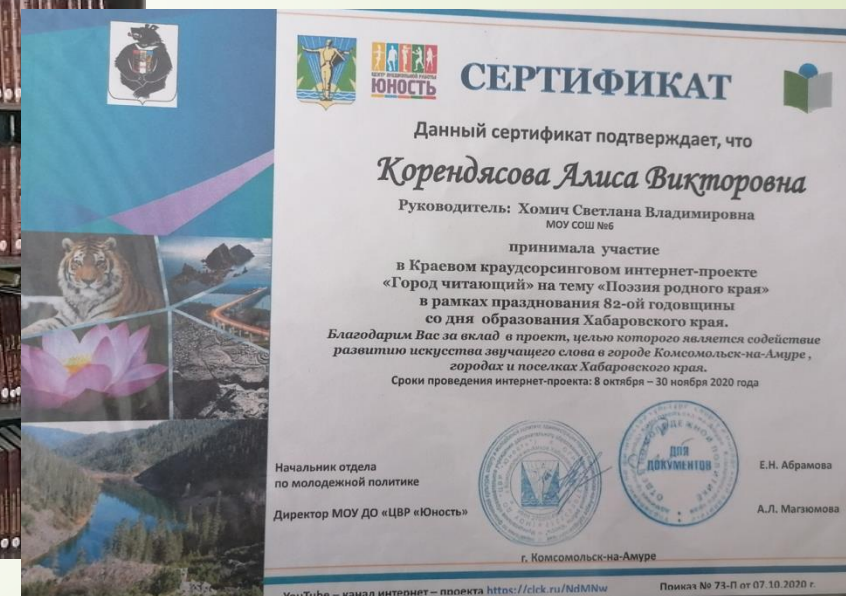 ЦЕНТР ВНЕШКОЛЬНОЙ РАБОТЫ
ЮНОСТЬ
СЕРТИФИКАТ
Данный сертификат подтверждает, что
Корендясова Алиса Викторовна
Руководитель: Хомич Светлана Владимировна
МОУ СОШ №6
принимала участие
в Краевом краудсорсинговом интернет-проекте
«Город читающий» на тему «Поэзия родного края»
в рамках празднования 82-ой годовщины
со дня образования Хабаровского края.
Благодарим Вас за вклад в проект, целью которого является содействие
развитию искусства звучащего слова в городе Комсомольск-на-Амуре ,
городах и поселках Хабаровского края.
Сроки проведения интернет-проекта: 8 октября – 30 ноября 2020 года
Начальник отдела
по молодежной политике
Е.Н. Абрамова
ДЛЯ
ДОКУМЕНТОВ
Директор МОУ ДО «ЦВР «Юность»
А.Л. Магзюмова
г. Комсомольск-на-Амуре
YouTube – канал интернет – проекта https://clck.ru/NdMNw
Приказ № 73-П от 07.10.2020 г.